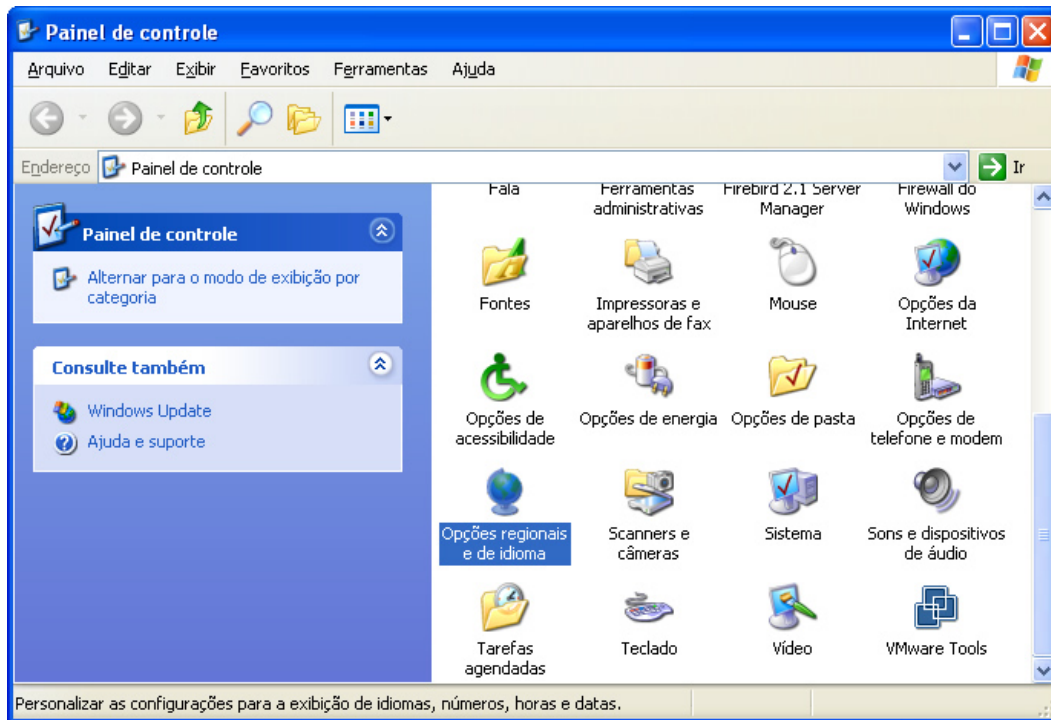 Painel de controle
Arquivo Editar Exibir Favoritos Ferramentas Ajuda
Endereço Painel de controle Ir
Painel de controle
Alternar para o modo de exibição por
categoria
Consulte também
Windows Update
Ajuda e suporte
Fala
Ferramentas
administrativas
Firebird 2.1 Server
Manager
Firewall do
Windows
Fontes
Impressoras e
aparelhos de fax
Mouse
Opções da
Internet
Opções de
acessibilidade
Opções de energia
Opções de pasta
Opções de
telefone e modem
Opções regionais
e de idioma
Scanners e
câmeras
Sistema
Sons e dispositivos
de áudio
Tarefas
agendadas
Teclado
Vídeo
VMware Tools
Personalizar as configurações para a exibição de idiomas, números, horas e datas.